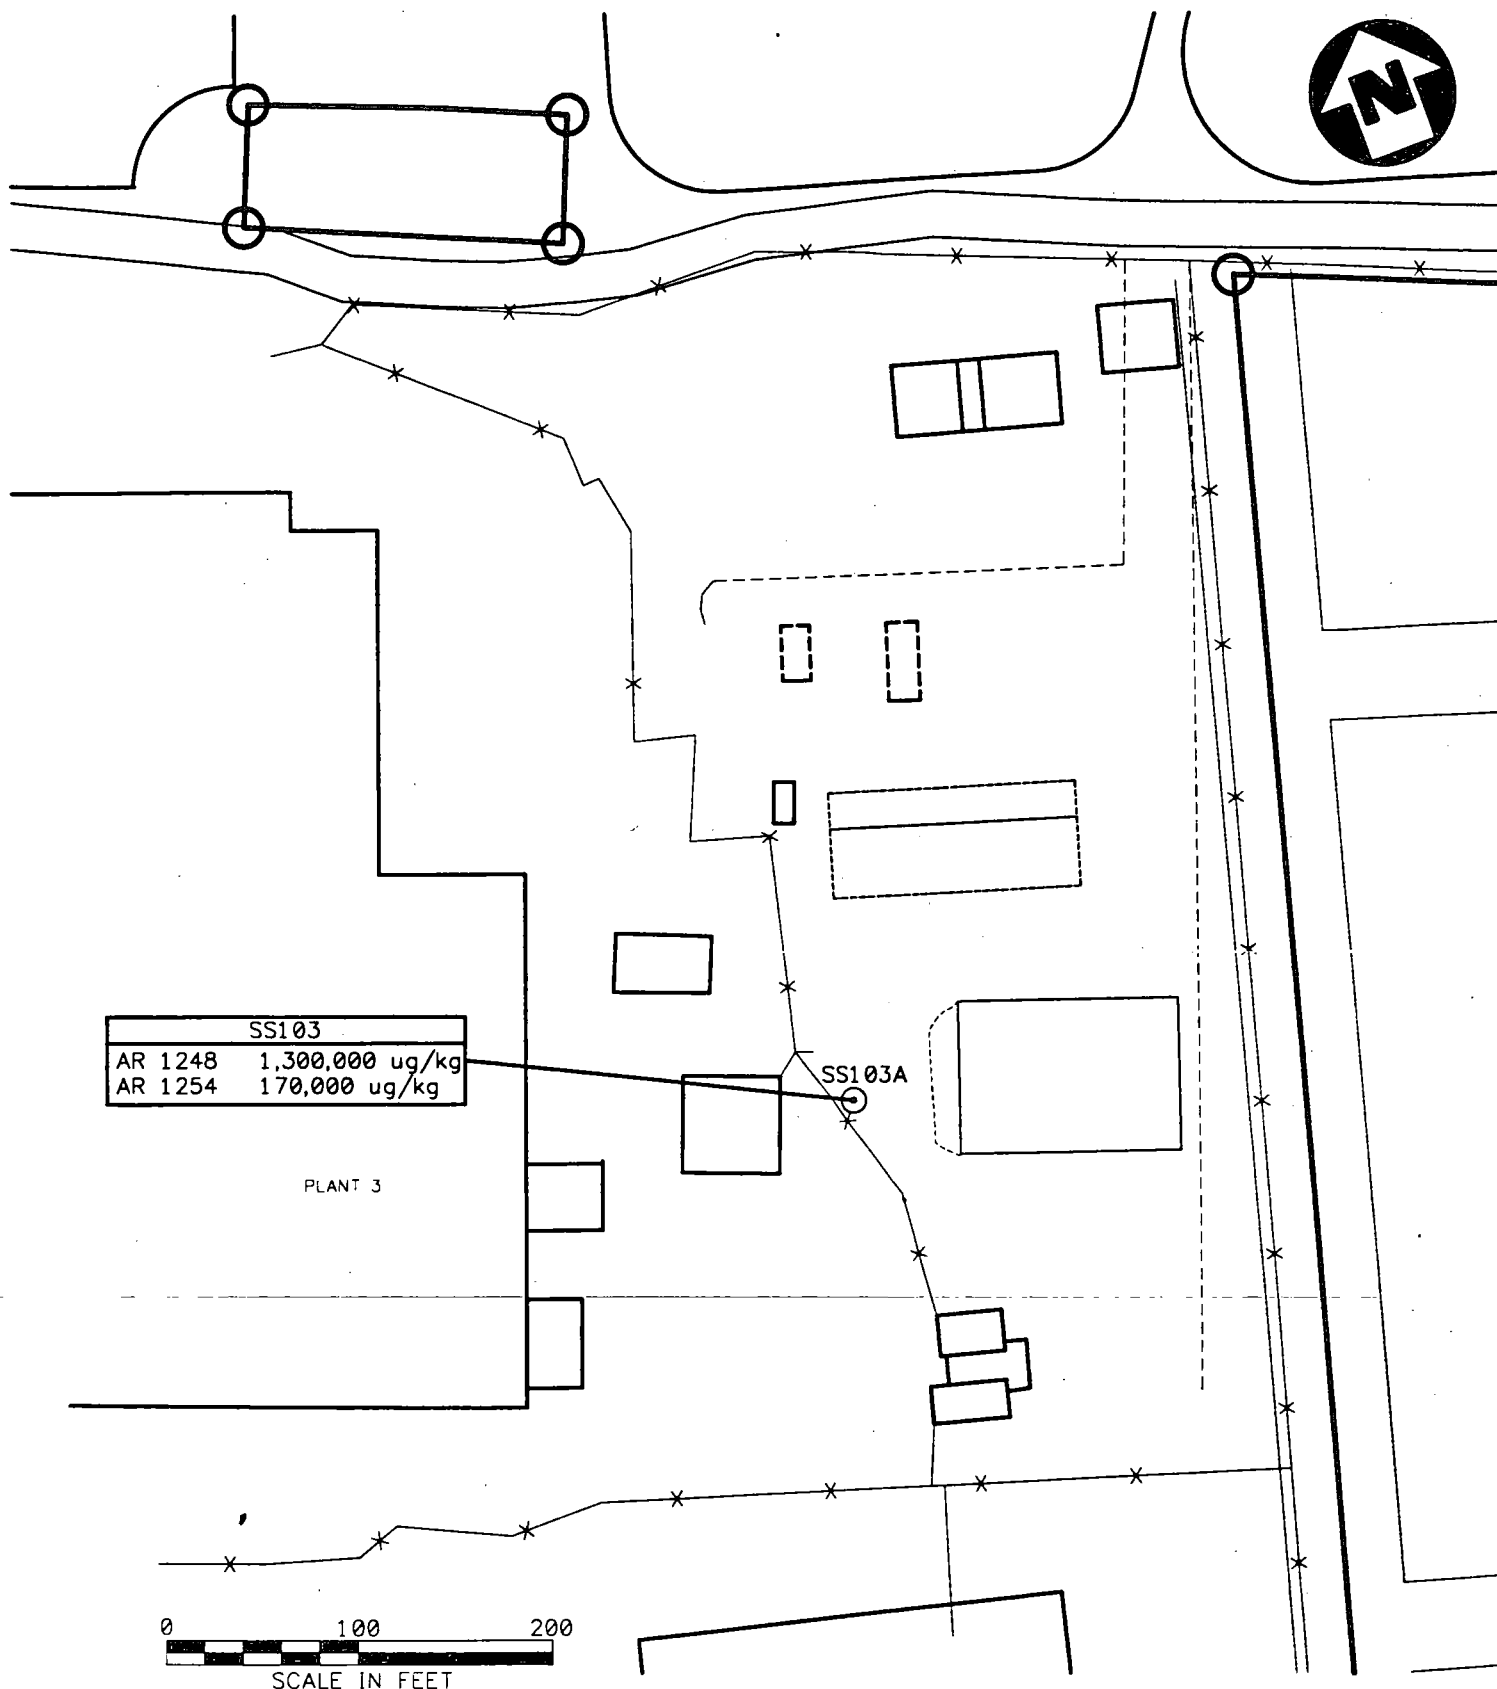 N
SS103
AR 1248 1,300,000 ug/kg
AR 1254 170,000 ug/kg
SS103A
PLANT 3
0 100 200
SCALE IN FEET